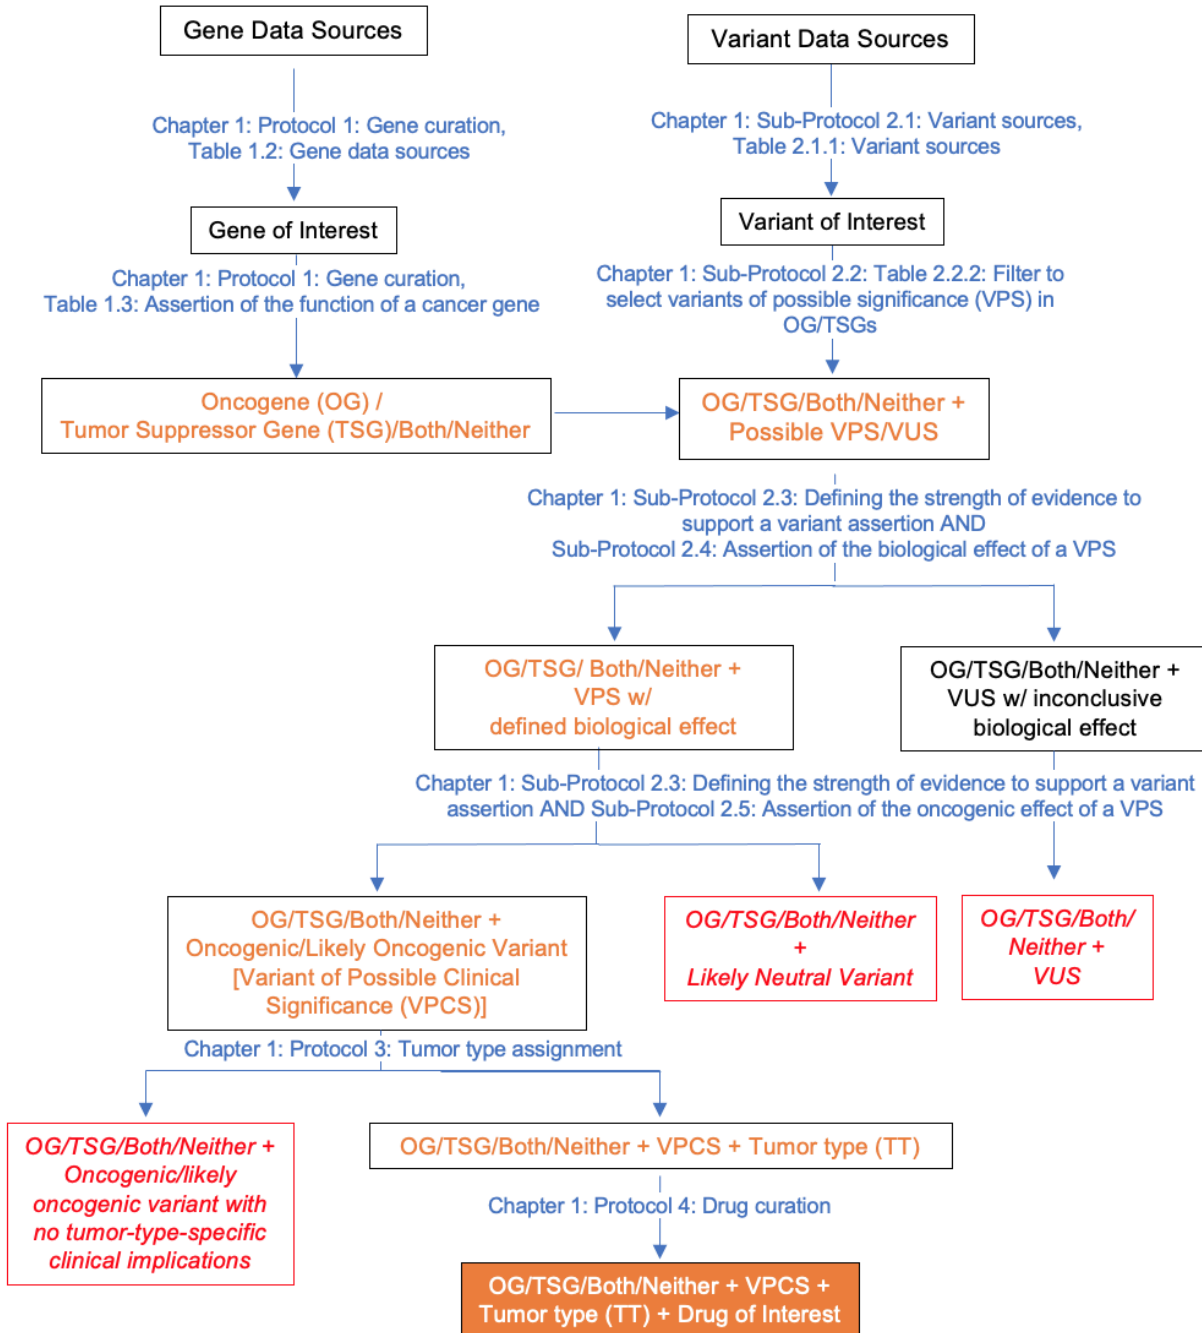 Gene Data Sources
Variant Data Sources
Chapter 1: Protocol 1: Gene curation,
Table 1.2: Gene data sources
Chapter 1: Sub-Protocol 2.1: Variant sources,
Table 2.1.1: Variant sources
Gene of Interest
Variant of Interest
Chapter 1: Protocol 1: Gene curation,
Table 1.3: Assertion of the function of a cancer gene
Chapter 1: Sub-Protocol 2.2: Table 2.2.2: Filter to
select variants of possible significance (VPS) in
OG/TSGs
Oncogene (OG) /
Tumor Suppressor Gene (TSG)/Both/Neither
OG/TSG/Both/Neither +
Possible VPS/VUS
Chapter 1: Sub-Protocol 2.3: Defining the strength of evidence to
support a variant assertion AND
Sub-Protocol 2.4: Assertion of the biological effect of a VPS
OG/TSG/ Both/Neither +
VPS w/
defined biological effect
OG/TSG/Both/Neither +
VUS w/ inconclusive
biological effect
Chapter 1: Sub-Protocol 2.3: Defining the strength of evidence to support a variant
assertion AND Sub-Protocol 2.5: Assertion of the oncogenic effect of a VPS
OG/TSG/Both/Neither +
Oncogenic/Likely Oncogenic Variant
[Variant of Possible Clinical
Significance (VPCS)]
OG/TSG/Both/Neither
+
Likely Neutral Variant
OG/TSG/Both/
Neither +
VUS
Chapter 1: Protocol 3: Tumor type assignment
OG/TSG/Both/Neither +
Oncogenic/likely
oncogenic variant with
no tumor-type-specific
clinical implications
OG/TSG/Both/Neither + VPCS + Tumor type (TT)
Chapter 1: Protocol 4: Drug curation
OG/TSG/Both/Neither + VPCS +
Tumor type (TT) + Drug of Interest